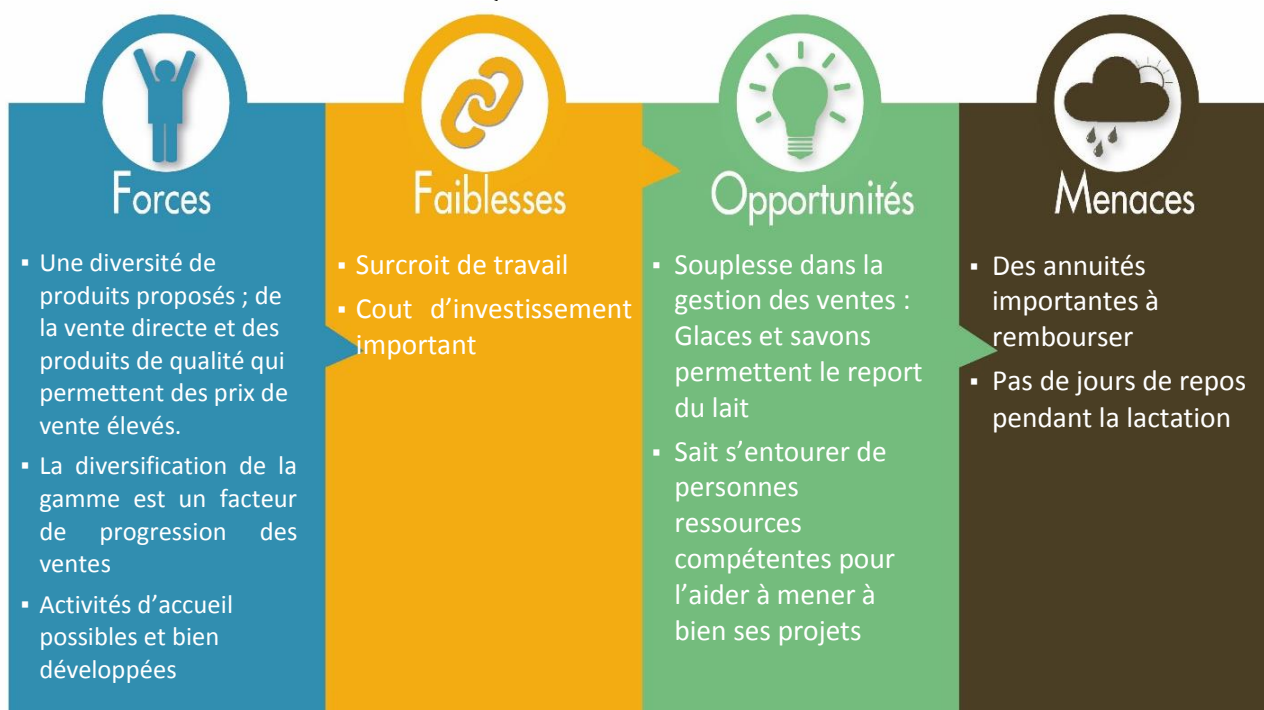 Forces
▪ Une diversité de
produits proposés ; de
la vente directe et des
produits de qualité qui
permettent des prix de
vente élevés.
▪ La diversification de la
gamme est un facteur
de progression des
ventes
▪ Activités d’accueil
possibles et bien
développées
Faiblesses
▪ Surcroit de travail
▪ Cout d’investissement
important
Opportunités
▪ Souplesse dans la
gestion des ventes :
Glaces et savons
permettent le report
du lait
▪ Sait s’entourer de
personnes
ressources
compétentes pour
l’aider à mener à
bien ses projets
Menaces
▪ Des annuités
importantes à
rembourser
▪ Pas de jours de repos
pendant la lactation